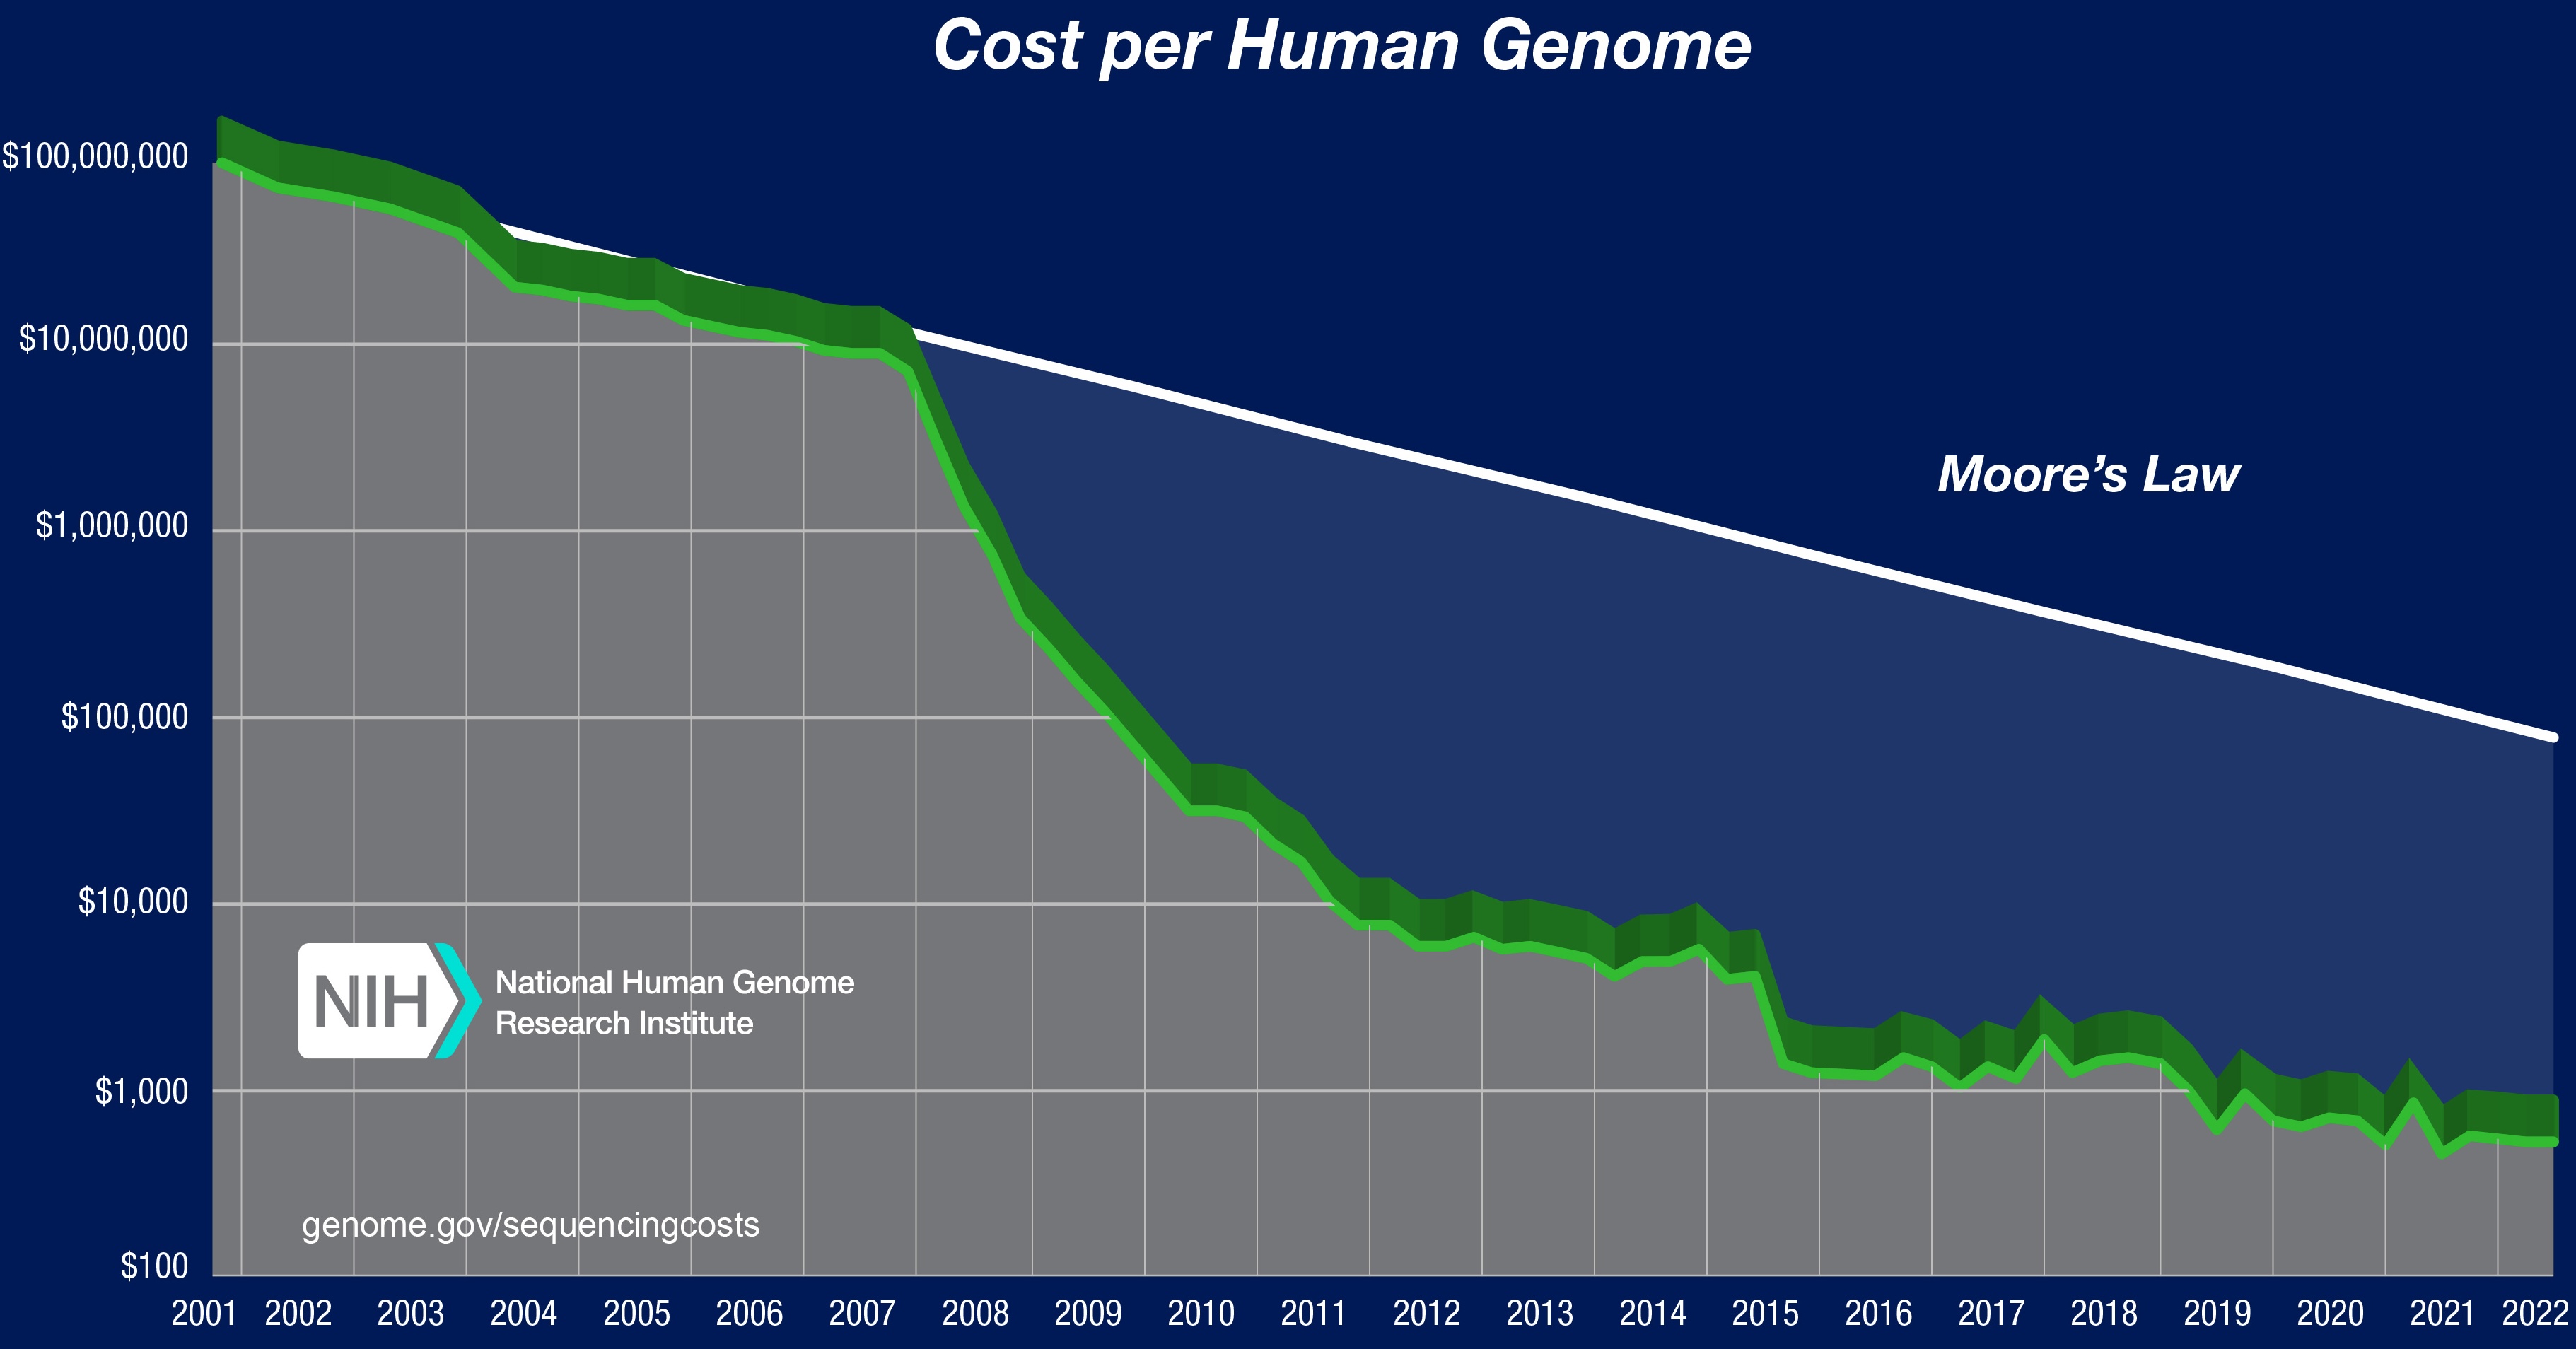 Cost per Human Genome
$100,000,000
$10,000,000
$1,000,000
$100,000
$10,000
$1,000
$100
Moore’s Law
NIH
National Human Genome
Research Institute
genome.gov/sequencingcosts
2001 2002 2003 2004 2005 2006 2007 2008 2009 2010 2011 2012 2013 2014 2015 2016 2017 2018 2019 2020 2021 2022